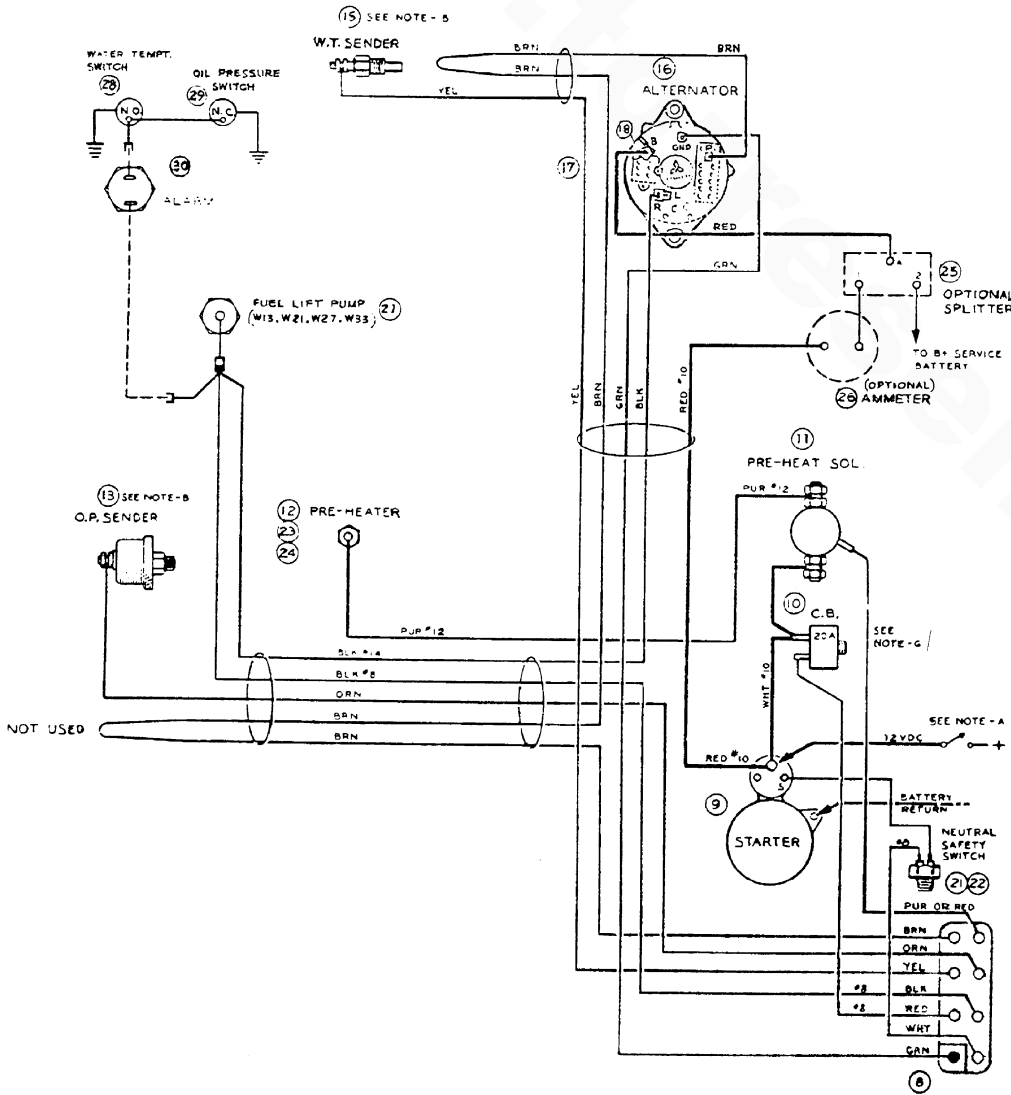 15 SEE NOTE - B
W.T. SENDER
BRN
BRN
BRN
YEL
WATER TEMPT.
SWITCH
28
OIL PRESSURE
SWITCH
29
N.O.
N.C.
30
ALARM
16
ALTERNATOR
18
B
GND
R
L
17
RED
GRN
25
OPTIONAL
SPLITTER
A
1
2
TO B+ SERVICE
BATTERY
(OPTIONAL)
26 AMMETER
FUEL LIFT PUMP
(W13, W21, W27, W33)
27
YEL
BRN
GRN
BLK
RED #10
11
PRE-HEAT SOL.
PUR #12
13 SEE NOTE-B
O.P. SENDER
12 PRE-HEATER
23
24
10
C.B.
20A
SEE
NOTE-G
PUR #12
BLK #14
BLK #8
ORN
BRN
BRN
NOT USED
WHT #10
RED #10
SEE NOTE - A
12 VDC
+
S
9
STARTER
BATTERY
RETURN
NEUTRAL
SAFETY
SWITCH
#8
21 22
PUR OR RED
BRN
ORN
YEL
#8 BLK
#8 RED
WHT
GRN
8